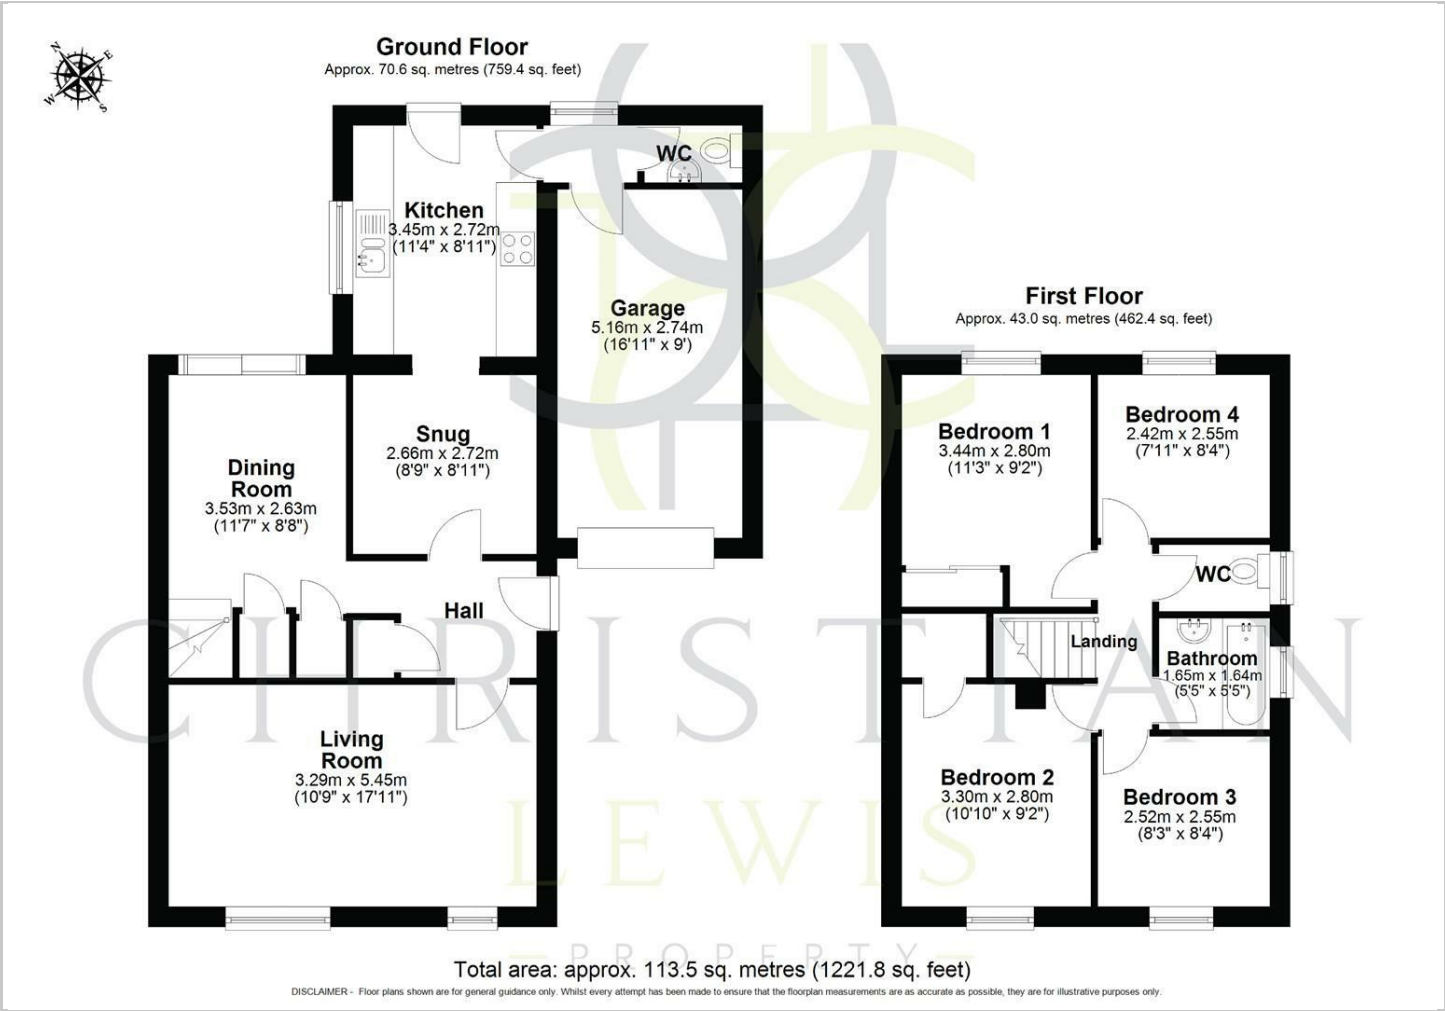 Ground Floor
Approx. 70.6 sq. metres (759.4 sq. feet)
N
E
W
S
WC
Kitchen
3.45m x 2.72m
(11'4" x 8'11")
Garage
5.16m x 2.74m
(16'11" x 9')
Snug
2.66m x 2.72m
(8'9" x 8'11")
Dining
Room
3.53m x 2.63m
(11'7" x 8'8")
Hall
Living
Room
3.29m x 5.45m
(10'9" x 17'11")
First Floor
Approx. 43.0 sq. metres (462.4 sq. feet)
Bedroom 1
3.44m x 2.80m
(11'3" x 9'2")
Bedroom 4
2.42m x 2.55m
(7'11" x 8'4")
WC
Landing
Bathroom
1.65m x 1.64m
(5'5" x 5'5")
Bedroom 2
3.30m x 2.80m
(10'10" x 9'2")
Bedroom 3
2.52m x 2.55m
(8'3" x 8'4")
CHRISTIAN
LEWIS
PROPERTY
Total area: approx. 113.5 sq. metres (1221.8 sq. feet)
DISCLAIMER - Floor plans shown are for general guidance only. Whilst every attempt has been made to ensure that the floorplan measurements are as accurate as possible, they are for illustrative purposes only.